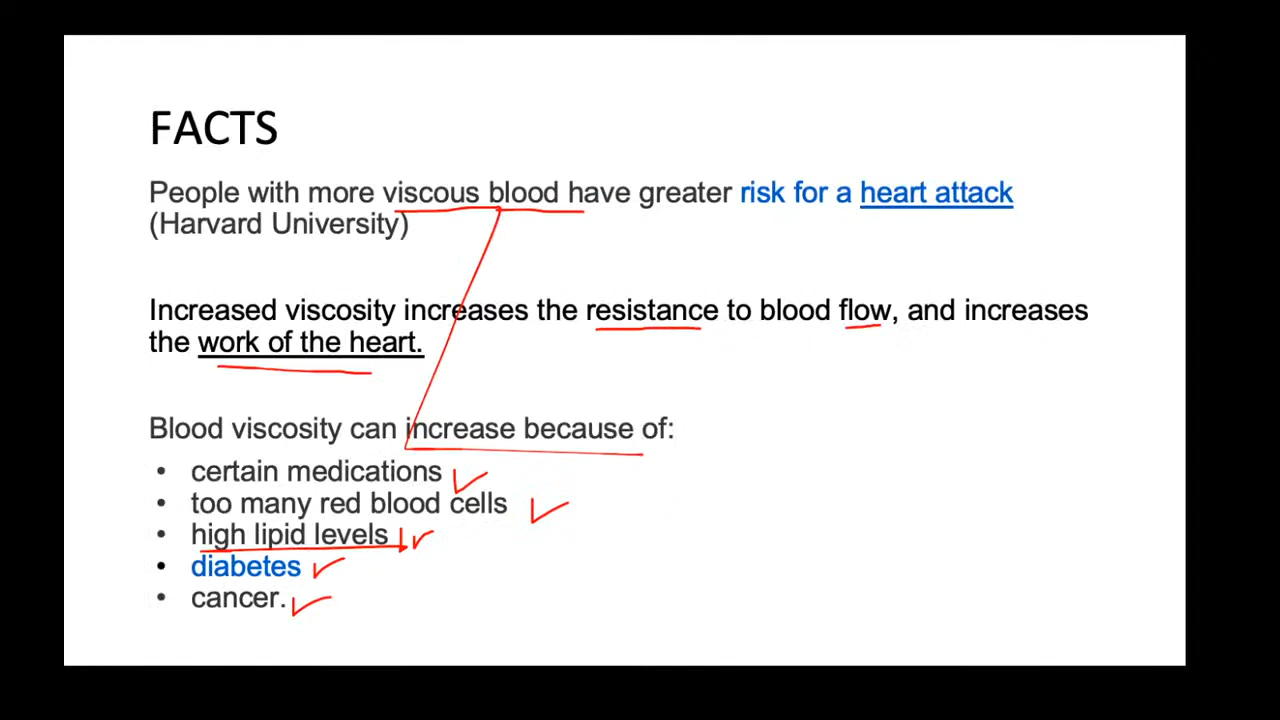 FACTS
People with more viscous blood have greater risk for a heart attack
(Harvard University)
Increased viscosity increases the resistance to blood flow, and increases
the work of the heart.
Blood viscosity can increase because of:
• certain medications
• too many red blood cells
• high lipid levels
• diabetes
• cancer.